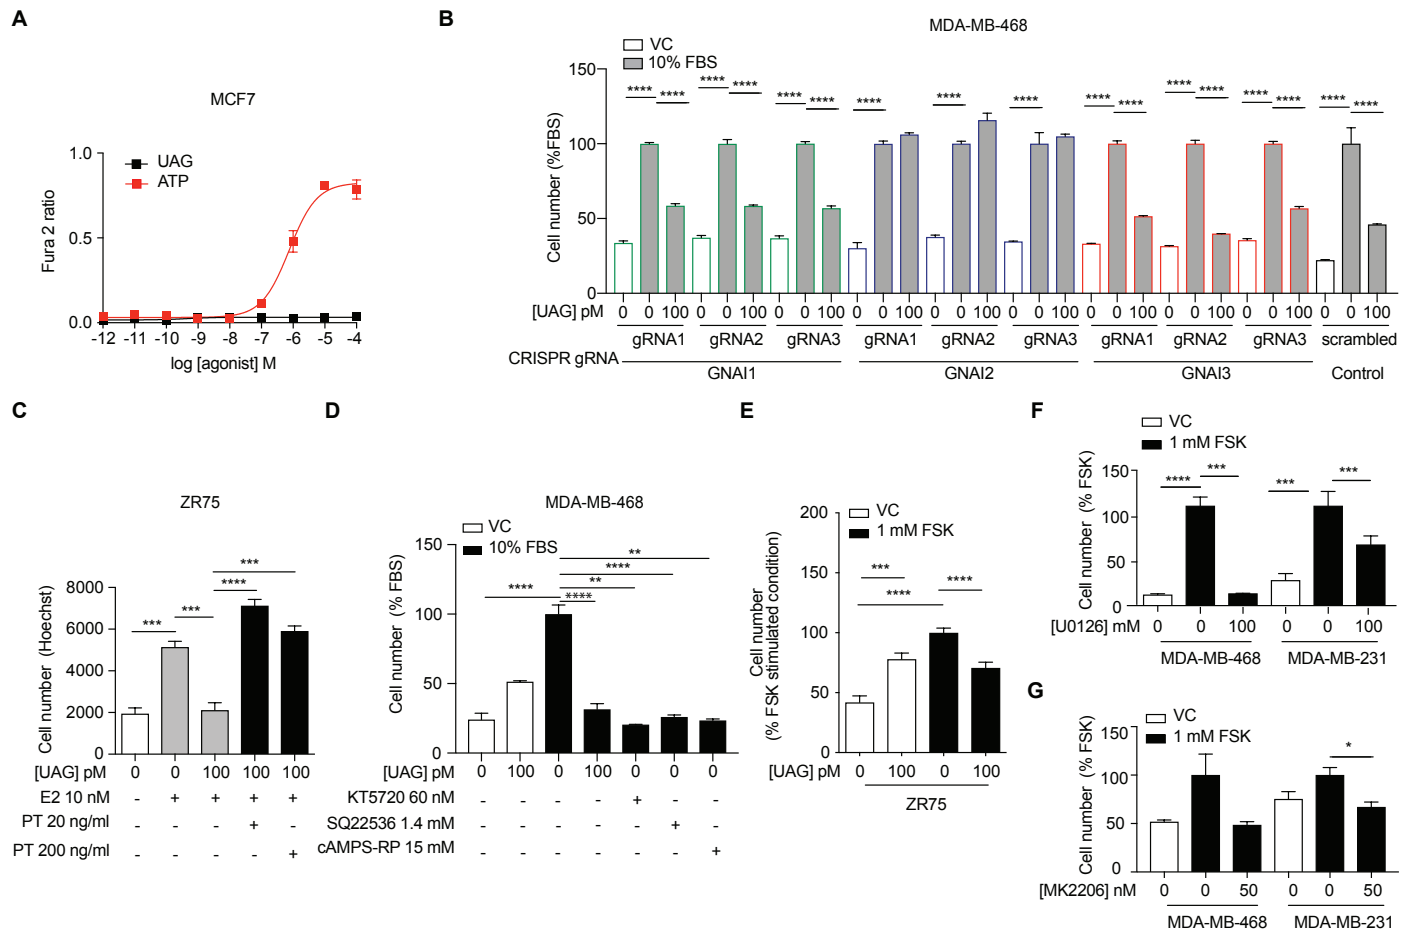 A
MCF7
UAG
ATP
Fura 2 ratio
1.0
0.5
0.0
-12 -11 -10 -9 -8 -7 -6 -5 -4
log [agonist] M
B
MDA-MB-468
VC
10% FBS
Cell number (%FBS)
150
100
50
0
**** **** **** **** **** **** **** **** **** **** **** **** **** **** **** **** ****
[UAG] pM 0 0 100 0 0 100 0 0 100 0 0 100 0 0 100 0 0 100 0 0 100 0 0 100 0 0 100 0 0 100
gRNA1 gRNA2 gRNA3 gRNA1 gRNA2 gRNA3 gRNA1 gRNA2 gRNA3 scrambled
CRISPR gRNA
GNAI1 GNAI2 GNAI3 Control
C
ZR75
Cell number (Hoechst)
8000
6000
4000
2000
0
***
****
*** ***
[UAG] pM 0 0 100 100 100
E2 10 nM - + + + +
PT 20 ng/ml - - - + -
PT 200 ng/ml - - - - +
D
MDA-MB-468
VC
10% FBS
Cell number (% FBS)
150
100
50
0
**
****
**** **
****
[UAG] pM 0 100 0 100 0 0 0
KT5720 60 nM - - - - + - -
SQ22536 1.4 mM - - - - - + -
cAMPS-RP 15 mM - - - - - - +
E
VC
1 mM FSK
Cell number
(% FSK stimulated condition)
200
150
100
50
0
*** ****
****
[UAG] pM 0 100 0 100
ZR75
F
VC
1 mM FSK
Cell number (% FSK)
150
100
50
0
**** *** *** ***
[U0126] mM 0 0 100 0 0 100
MDA-MB-468 MDA-MB-231
G
VC
1 mM FSK
Cell number (% FSK)
150
100
50
0
*
[MK2206] nM 0 0 50 0 0 50
MDA-MB-468 MDA-MB-231